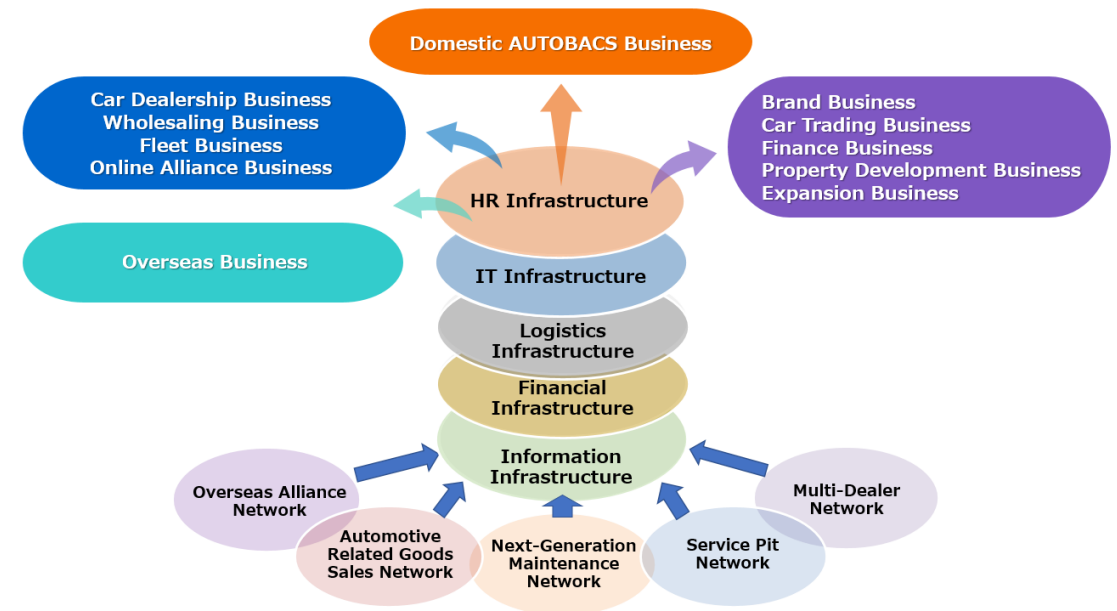 Domestic AUTOBACS Business
Car Dealership Business
Wholesaling Business
Fleet Business
Online Alliance Business
Brand Business
Car Trading Business
Finance Business
Property Development Business
Expansion Business
Overseas Business
HR Infrastructure
IT Infrastructure
Logistics
Infrastructure
Financial
Infrastructure
Information
Infrastructure
Overseas Alliance
Network
Automotive
Related Goods
Sales Network
Next-Generation
Maintenance
Network
Service Pit
Network
Multi-Dealer
Network